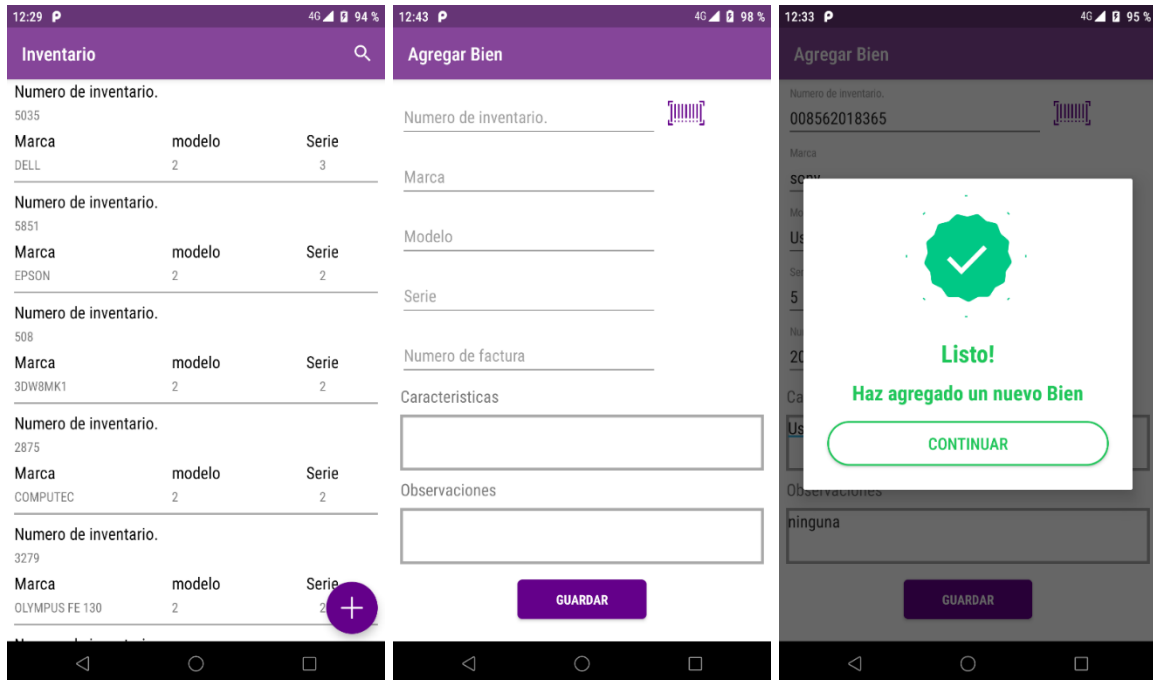 12:29 P 4G 94 %
Inventario
Numero de inventario.
5035
Marca modelo Serie
DELL 2 3
Numero de inventario.
5851
Marca modelo Serie
EPSON 2 2
Numero de inventario.
508
Marca modelo Serie
3DW8MK1 2 2
Numero de inventario.
2875
Marca modelo Serie
COMPUTEC 2 2
Numero de inventario.
3279
Marca modelo Serie
OLYMPUS FE 130 2 2
12:43 P 4G 98 %
Agregar Bien
Numero de inventario.
Marca
Modelo
Serie
Numero de factura
Caracteristicas
Observaciones
GUARDAR
12:33 P 4G 95 %
Agregar Bien
Numero de inventario.
008562018365
Marca
sony
5
Listo!
Haz agregado un nuevo Bien
CONTINUAR
Observaciones
ninguna
GUARDAR